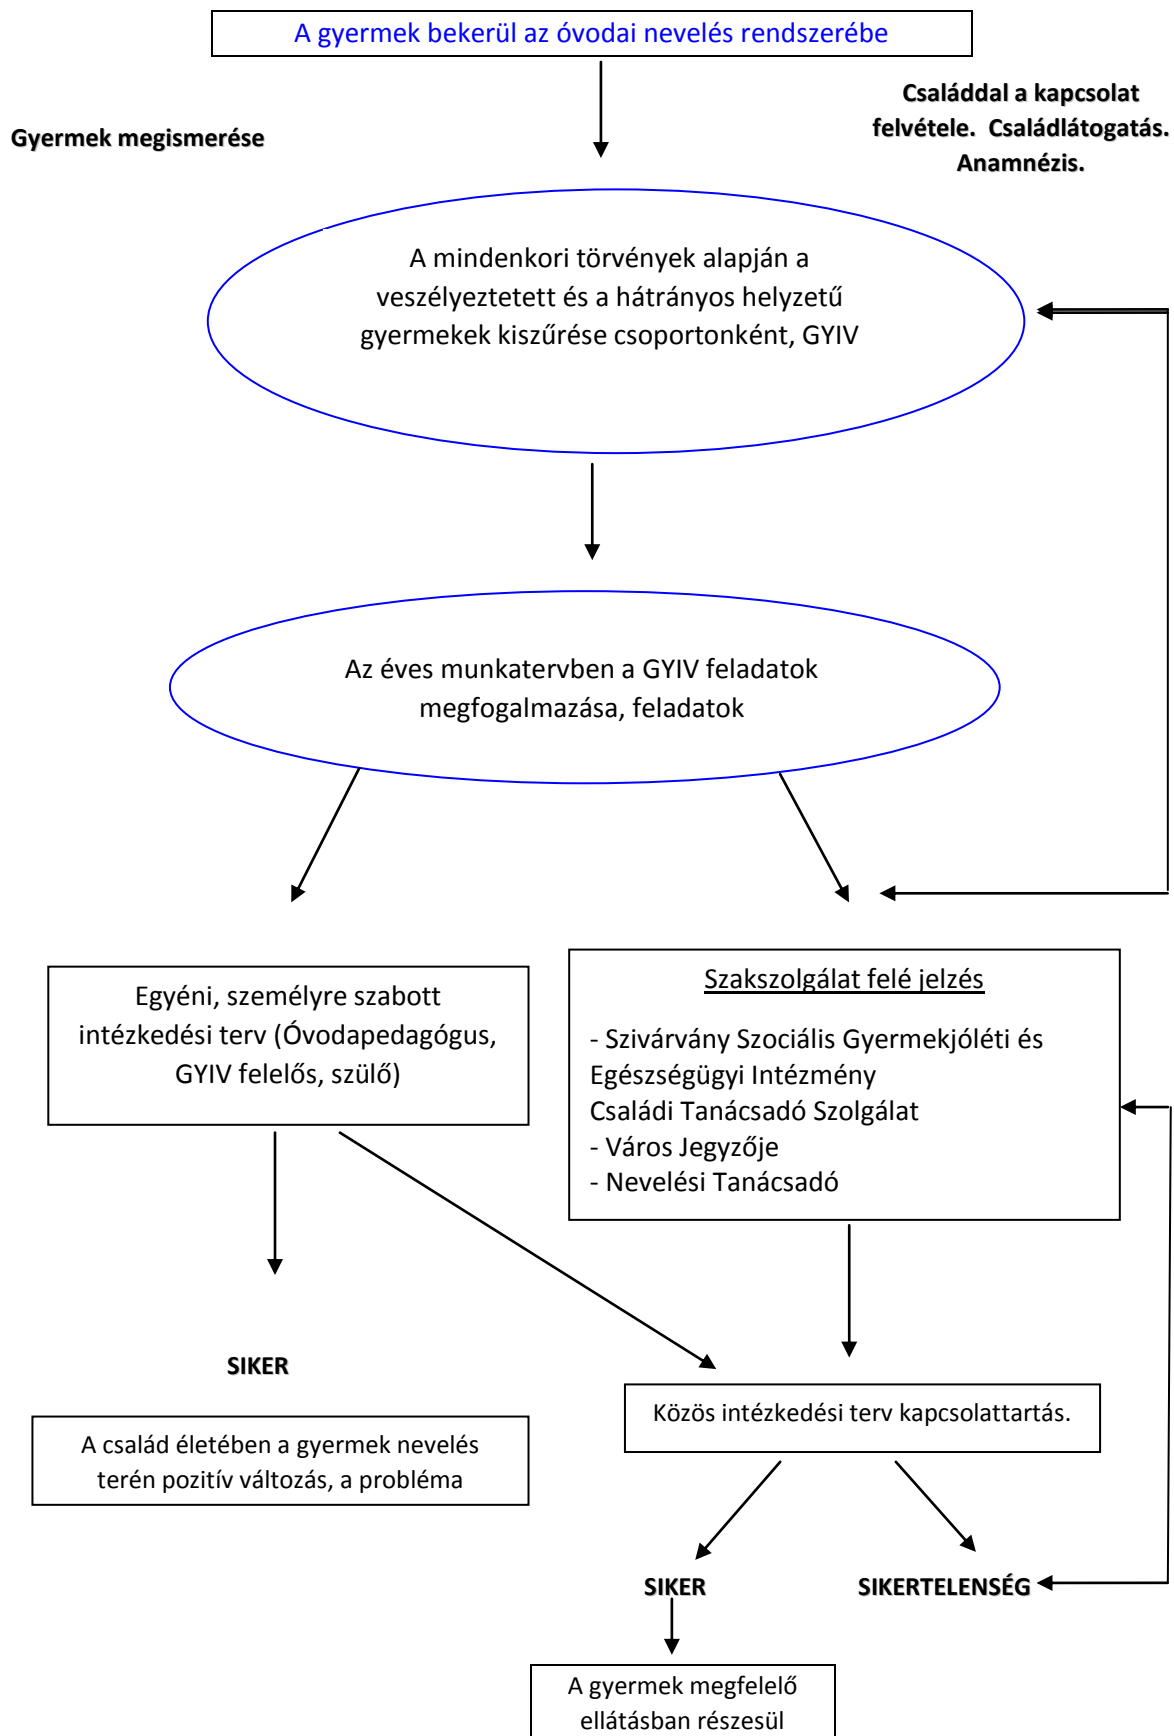 A gyermek bekerül az óvodai nevelés rendszerébe
Gyermek megismerése
Családdal a kapcsolat
felvétele. Családlátogatás.
Anamnézis.
A mindenkori törvények alapján a
veszélyeztetett és a hátrányos helyzetű
gyermekek kiszűrése csoportonként, GYIV
Az éves munkatervben a GYIV feladatok
megfogalmazása, feladatok
Egyéni, személyre szabott
intézkedési terv (Óvodapedagógus,
GYIV felelős, szülő)
Szakszolgálat felé jelzés
- Szivárvány Szociális Gyermekjóléti és
Egészségügyi Intézmény
Családi Tanácsadó Szolgálat
- Város Jegyzője
- Nevelési Tanácsadó
SIKER
A család életében a gyermek nevelés
terén pozitív változás, a probléma
Közös intézkedési terv kapcsolattartás.
SIKER
SIKERTELENSÉG
A gyermek megfelelő
ellátásban részesül